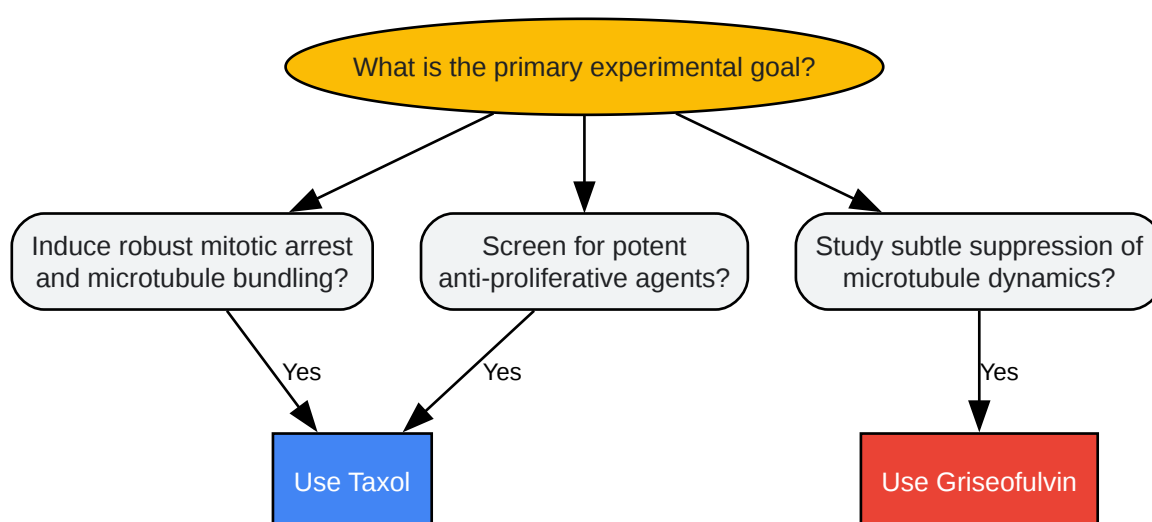 What is the primary experimental goal?
Induce robust mitotic arrest
and microtubule bundling?
Screen for potent
anti-proliferative agents?
Study subtle suppression of
microtubule dynamics?
Yes
Yes
Yes
Use Taxol
Use Griseofulvin